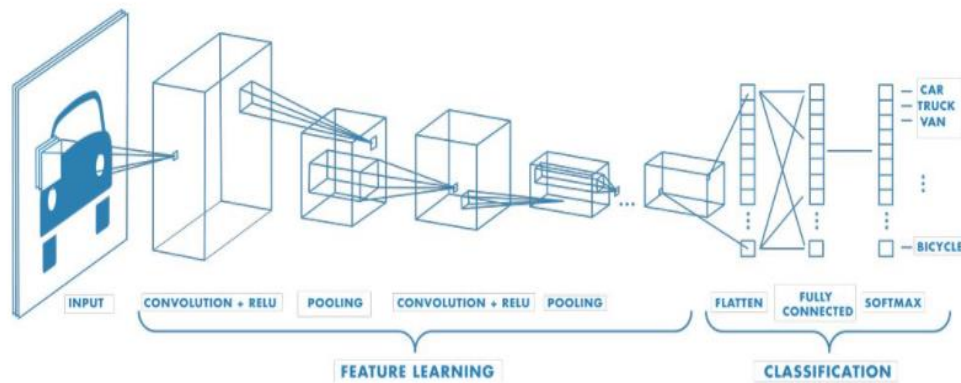 CAR
TRUCK
VAN
BICYCLE
INPUT
CONVOLUTION + RELU
POOLING
CONVOLUTION + RELU
POOLING
FLATTEN
FULLY
CONNECTED
SOFTMAX
FEATURE LEARNING
CLASSIFICATION